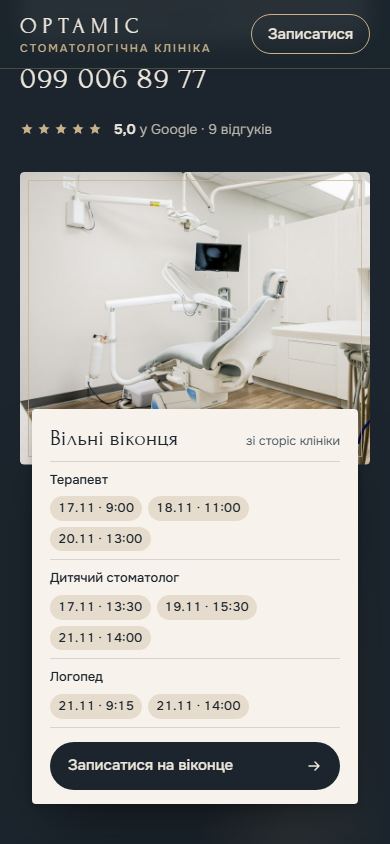 OPTAMIC
СТОМАТОЛОГІЧНА КЛІНІКА
Записатися
099 006 89 77
5,0 у Google · 9 відгуків
Вільні віконця
зі сторіс клініки
Терапевт
17.11 · 9:00 18.11 · 11:00
20.11 · 13:00
Дитячий стоматолог
17.11 · 13:30 19.11 · 15:30
21.11 · 14:00
Логопед
21.11 · 9:15 21.11 · 14:00
Записатися на віконце →